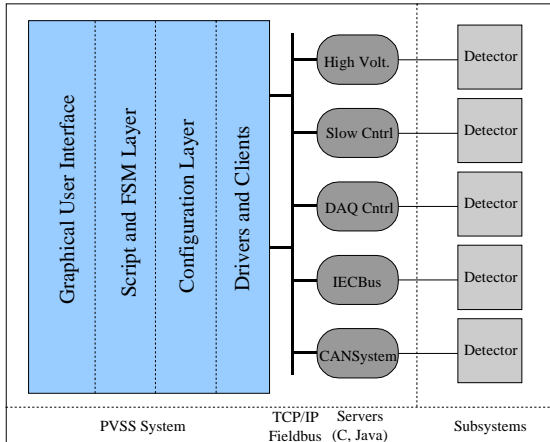 Graphical User Interface
Script and FSM Layer
Configuration Layer
Drivers and Clients
High Volt.
Detector
Slow Cntrl
Detector
DAQ Cntrl
Detector
IECBus
Detector
CANSystem
Detector
PVSS System
TCP/IP
Fieldbus
Servers
(C, Java)
Subsystems